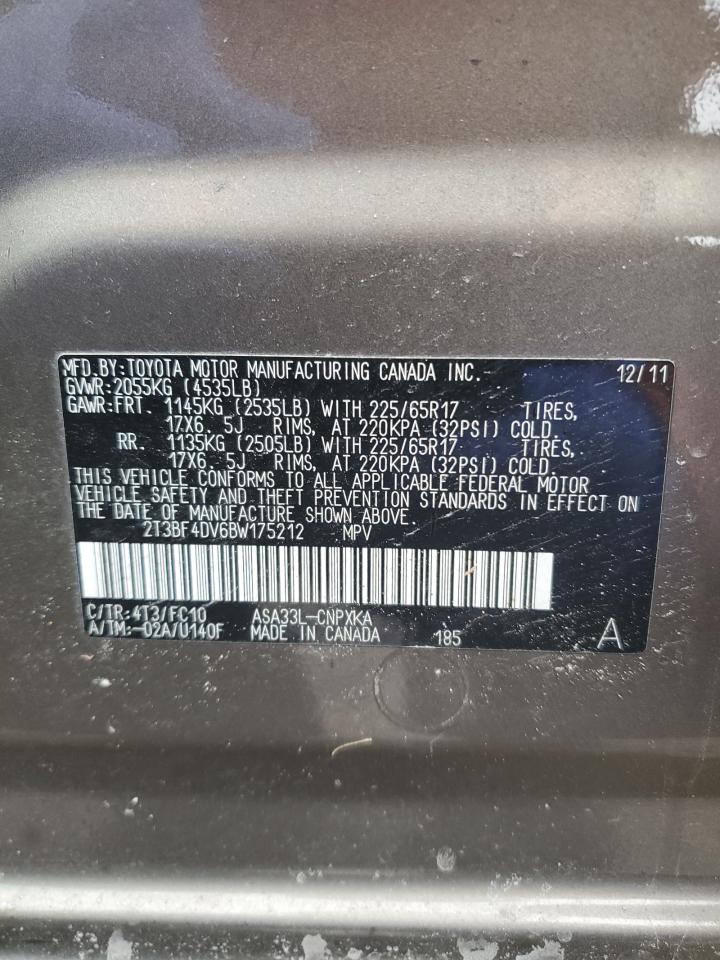 MFD.BY:TOYOTA MOTOR MANUFACTURING CANADA INC. 12/11
GVWR:2055KG (4535LB)
GAWR:FRT. 1145KG (2535LB) WITH 225/65R17 TIRES,
17X6. 5J RIMS, AT 220KPA (32PSI) COLD
RR. 1135KG (2505LB) WITH 225/65R17 TIRES,
17X6. 5J RIMS, AT 220KPA (32PSI) COLD
THIS VEHICLE CONFORMS TO ALL APPLICABLE FEDERAL MOTOR
VEHICLE SAFETY AND THEFT PREVENTION STANDARDS IN EFFECT ON
THE DATE OF MANUFACTURE SHOWN ABOVE.
2T3BF4DV6BW175212 MPV
C/TR:4T3/FC10 ASA33L-CNPXKA
A/TM:-02A/U140F MADE IN CANADA 185 A